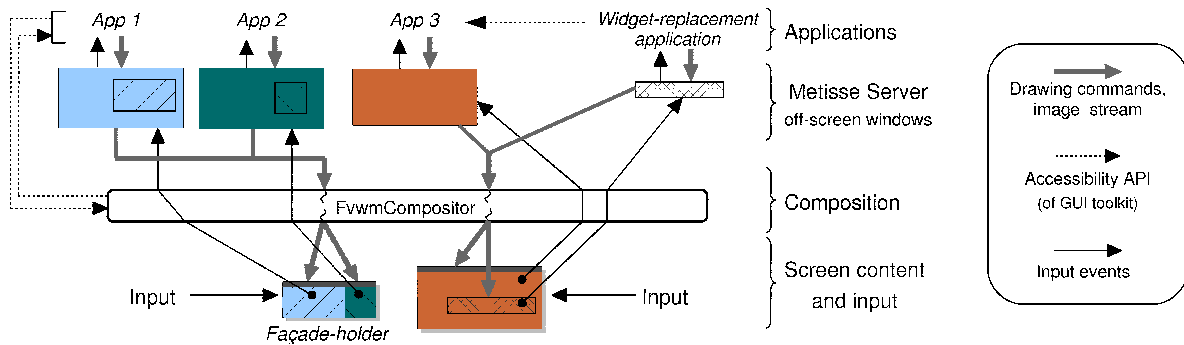 App 1
App 2
App 3
Widget-replacement
application
Applications
Metisse Server
off-screen windows
FvwmCompositor
Composition
Input
Input
Façade-holder
Screen content
and input
Drawing commands,
image stream
Accessibility API
(of GUI toolkit)
Input events